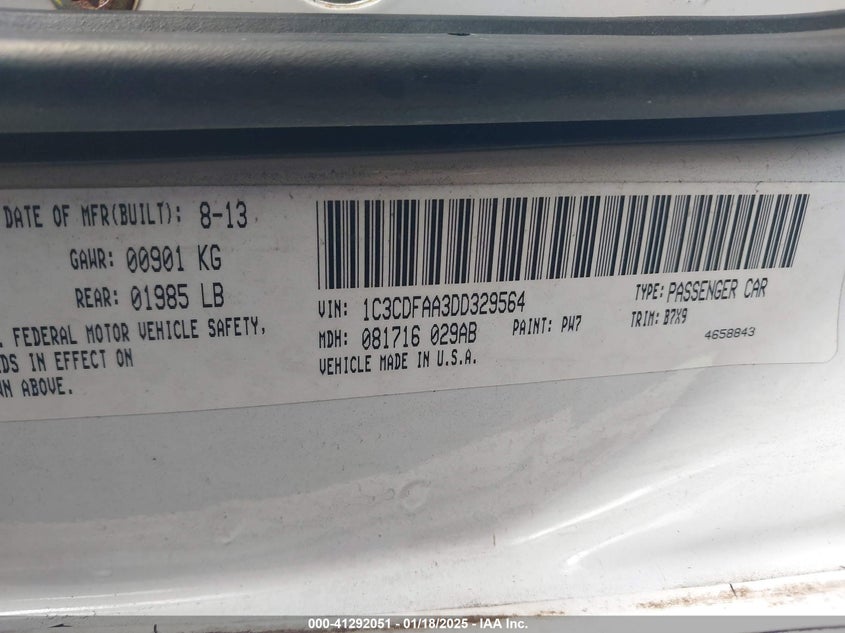 DATE OF MFR(BUILT): 8-13
GAWR: 00901 KG
REAR: 01985 LB
FEDERAL MOTOR VEHICLE SAFETY,
IN EFFECT ON
ABOVE.
VIN: 1C3CDFAA3DD329564
TYPE: PASSENGER CAR
MDH: 081716 029AB
PAINT: PW7
TRIM: B7X9
VEHICLE MADE IN U.S.A.
4658843
000-41292051 - 01/18/2025 - IAA Inc.